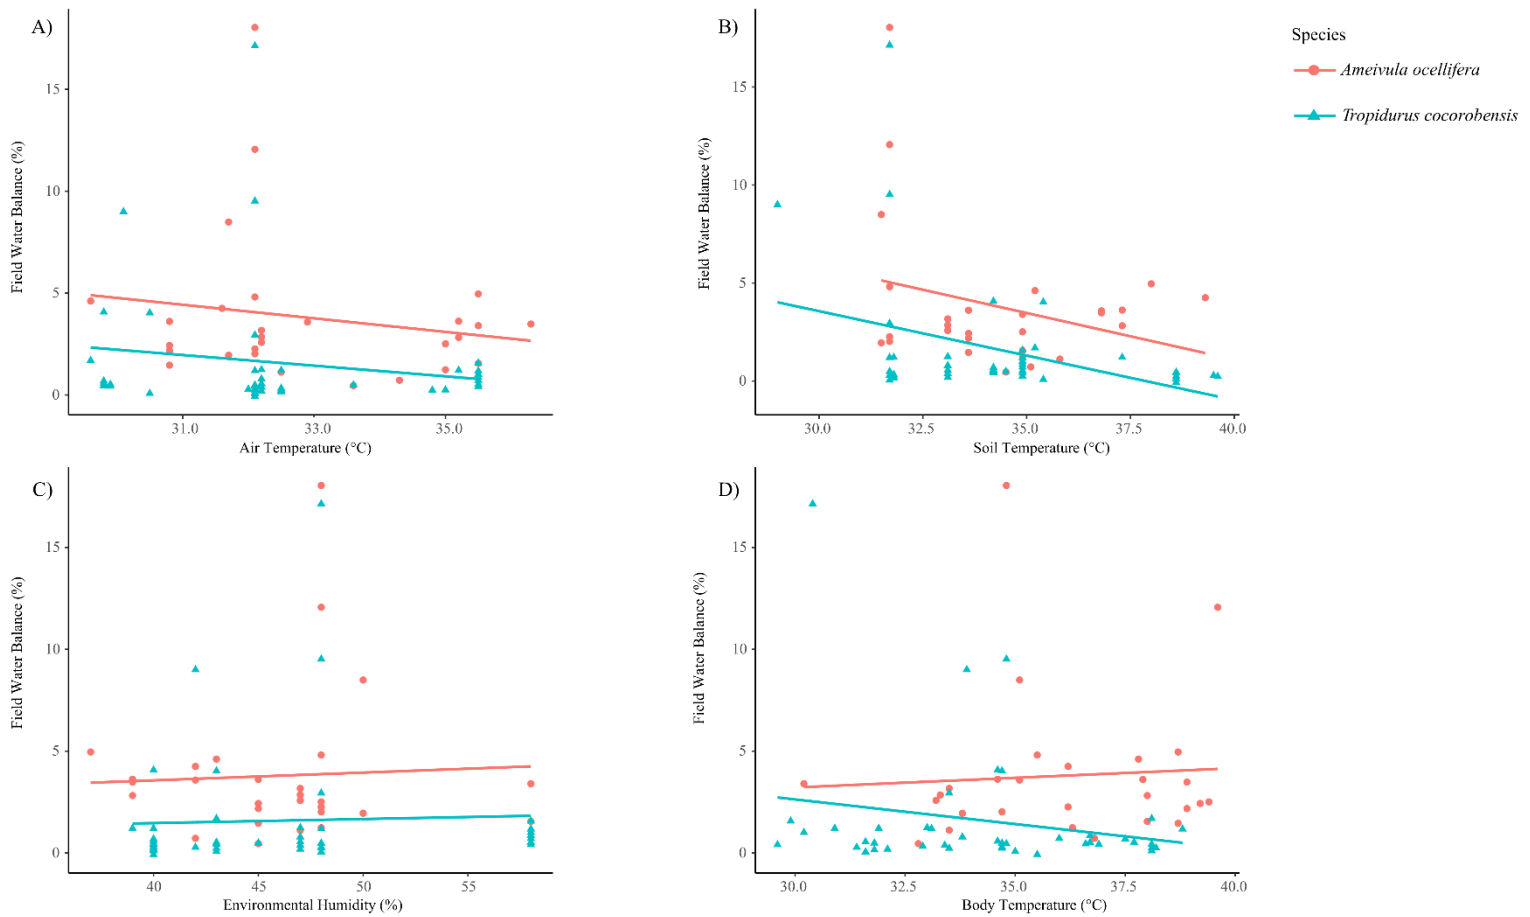 A)
Field Water Balance (%)
15
10
5
0
31.0 33.0 35.0
Air Temperature (°C)
B)
Field Water Balance (%)
15
10
5
0
30.0 32.5 35.0 37.5 40.0
Soil Temperature (°C)
Species
Ameivula ocellifera
Tropidurus cocorobensis
C)
Field Water Balance (%)
15
10
5
0
40 45 50 55
Environmental Humidity (%)
D)
Field Water Balance (%)
15
10
5
0
30.0 32.5 35.0 37.5 40.0
Body Temperature (°C)